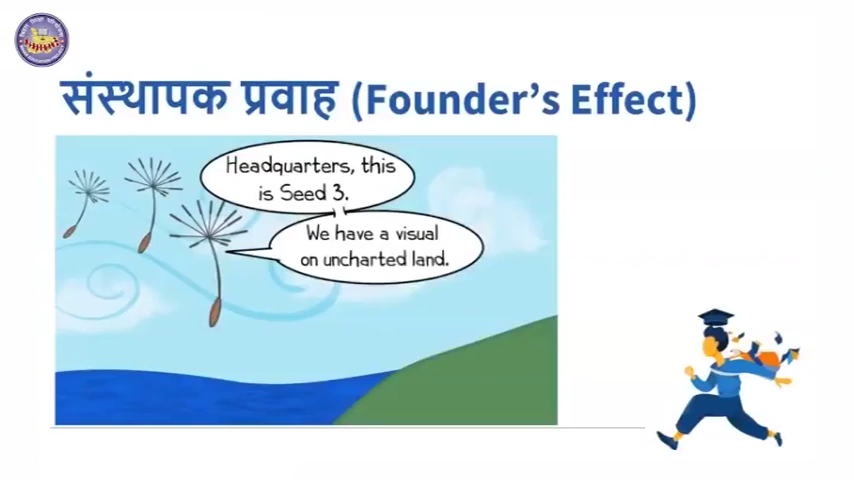 संस्थापक प्रवाह (Founder's Effect)
Headquarters, this
is Seed 3.
We have a visual
on uncharted land.